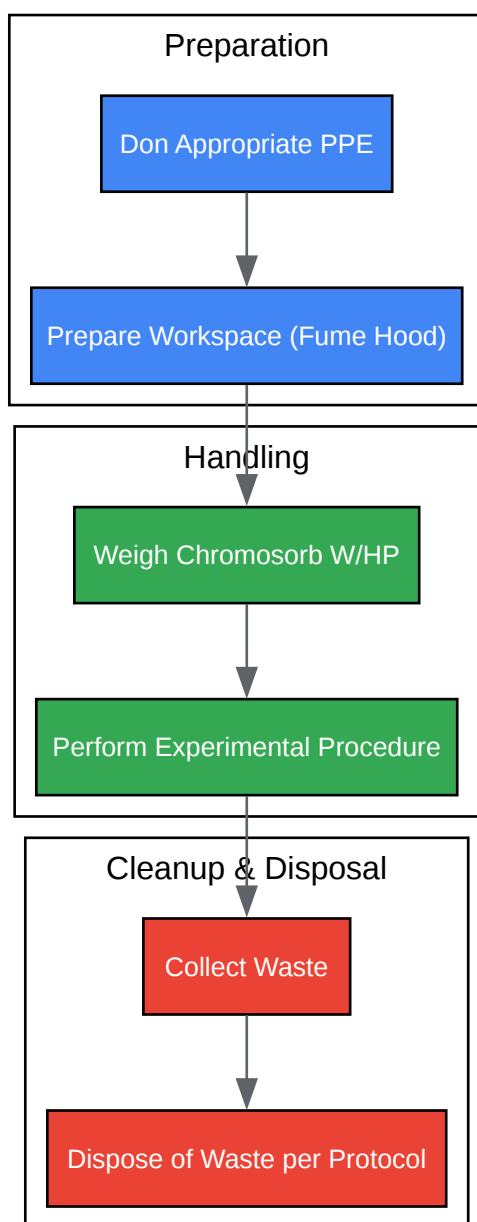 Preparation
Don Appropriate PPE
Prepare Workspace (Fume Hood)
Handling
Weigh Chromosorb W/HP
Perform Experimental Procedure
Cleanup & Disposal
Collect Waste
Dispose of Waste per Protocol